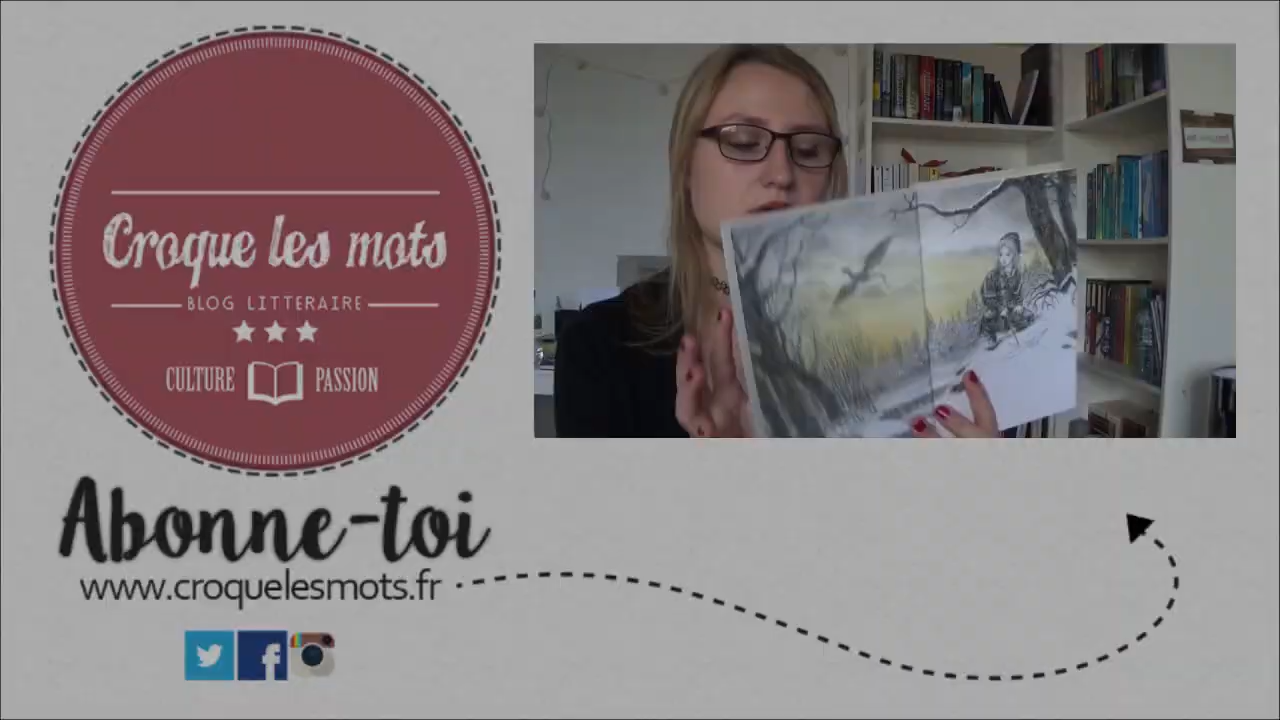 Croque les mots
BLOG LITTERAIRE
CULTURE PASSION
Abonne-toi
www.croquelesmots.fr